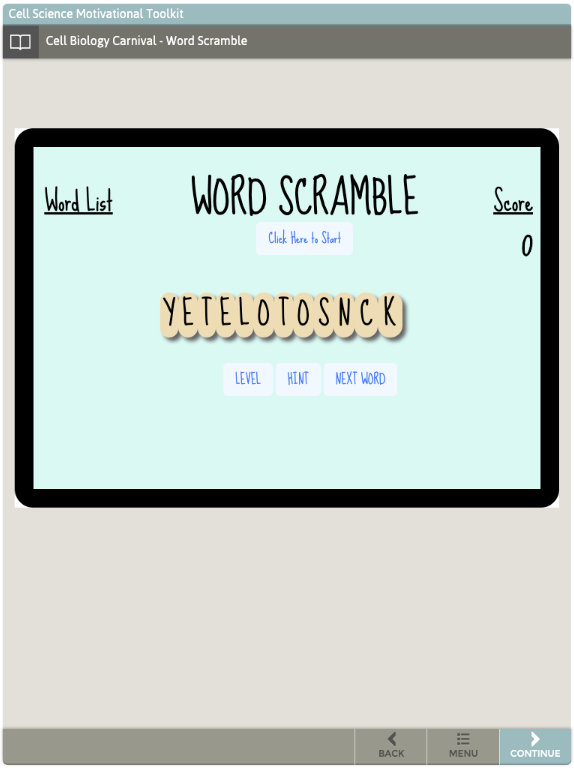 Cell Science Motivational Toolkit
Cell Biology Carnival - Word Scramble
Word List
WORD SCRAMBLE
Score
Click Here to Start
0
YETELOTOSNCK
LEVEL
HINT
NEXT WORD
BACK
MENU
CONTINUE